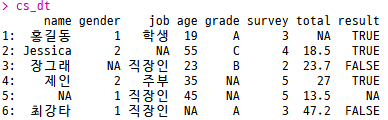 > cs_dt
name gender job age grade survey total result
1: 홍길동 1 학생 19 A 3 NA TRUE
2: Jessica 2 NA 55 C 4 18.5 TRUE
3: 장그래 NA 직장인 23 B 2 23.7 FALSE
4: 제인 2 주부 35 NA 5 27 TRUE
5: NA 1 직장인 45 NA 5 13.5 NA
6: 최강타 1 직장인 NA A 3 47.2 FALSE